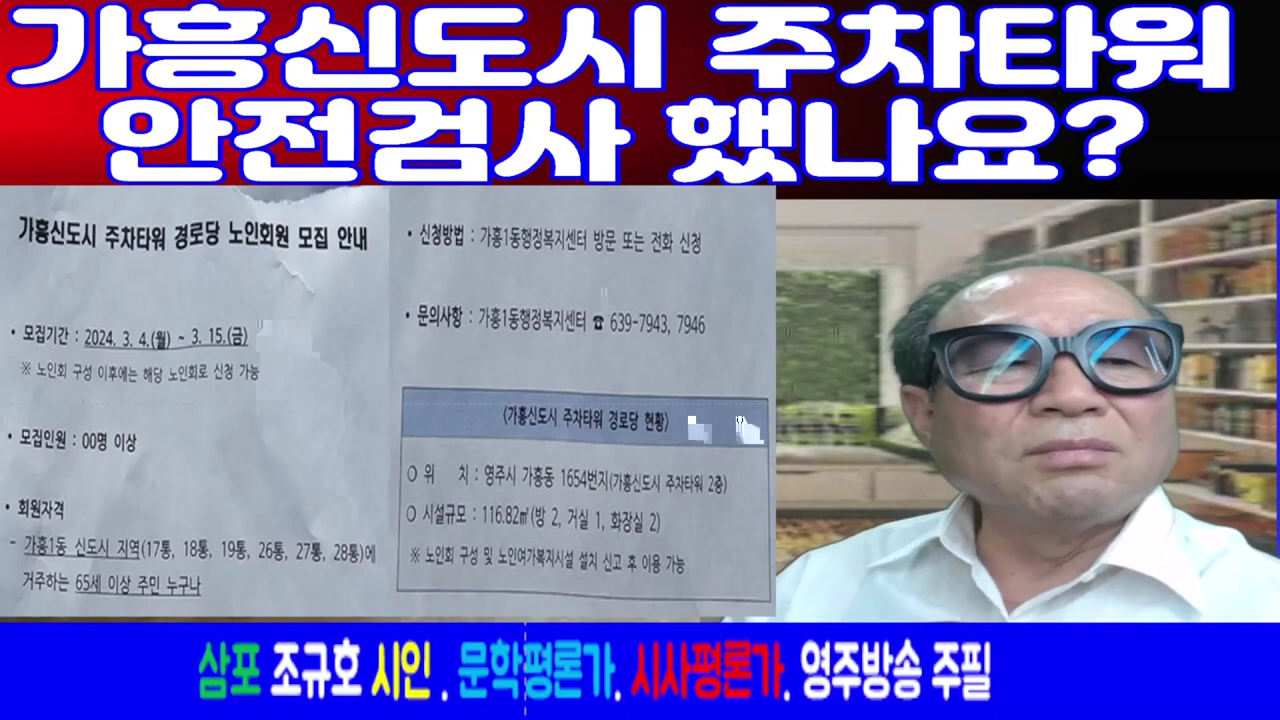 가흥신도시 주차타워
안전검사 했나요?
가흥신도시 주차타워 경로당 노인회원 모집 안내
• 모집기간 : 2024. 3. 4.(월) ~ 3. 15.(금)
※ 노인회 구성 이후에는 해당 노인회로 신청 가능
• 모집인원 : 00명 이상
• 회원자격
- 가흥1동 신도시 지역(17통, 18통, 19통, 26통, 27통, 28통)에
거주하는 65세 이상 주민 누구나
• 신청방법 : 가흥1동행정복지센터 방문 또는 전화 신청
• 문의사항 : 가흥1동행정복지센터 ☎ 639-7943, 7946
〈가흥신도시 주차타워 경로당 현황〉
○ 위 치 : 영주시 가흥동 1654번지(가흥신도시 주차타워 2층)
○ 시설규모 : 116.82㎡(방 2, 거실 1, 화장실 2)
※ 노인회 구성 및 노인여가복지시설 설치 신고 후 이용 가능
삼포 조규호 시인 . 문학평론가. 시사평론가. 영주방송 주필